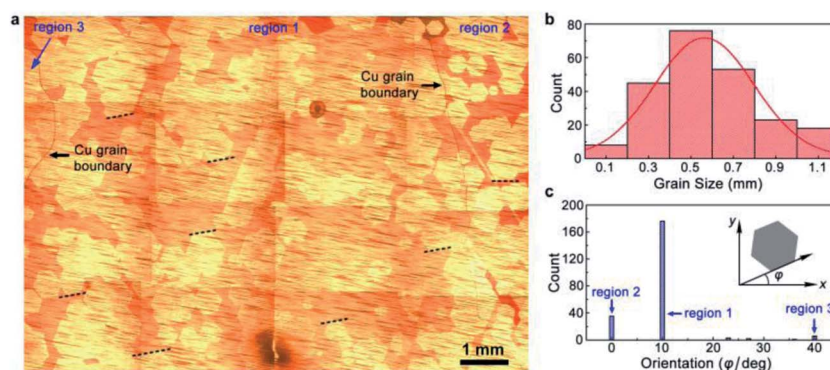 a
region 3
region 1
region 2
Cu grain
boundary
Cu grain
boundary
1 mm
b
80
60
40
20
0
Count
0.1 0.3 0.5 0.7 0.9 1.1
Grain Size (mm)
c
200
160
120
80
40
0
Count
y
φ
x
region 2
region 1
region 3
0 10 20 30 40
Orientation (φ/deg)